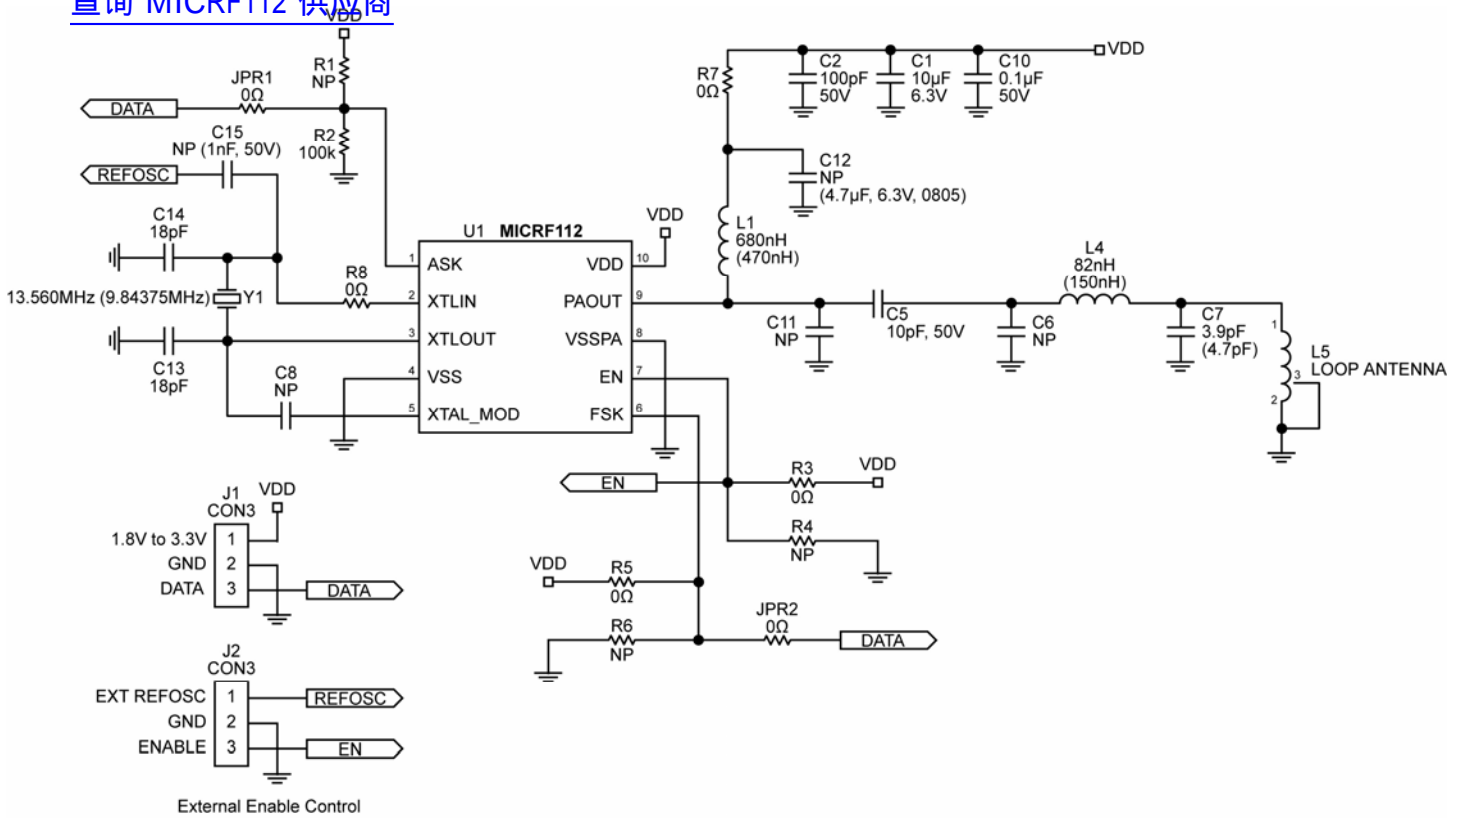 查询 MICRF112 供应商
VDD
R1
NP
JPR1
0Ω
DATA
R2
100k
C15
NP (1nF, 50V)
REFOSC
C14
18pF
13.560MHz (9.84375MHz)
Y1
R8
0Ω
C13
18pF
C8
NP
U1 MICRF112
1
ASK
2
XTLIN
3
XTLOUT
4
VSS
5
XTAL_MOD
VDD
10
PAOUT
9
VSSPA
8
EN
7
FSK
6
VDD
R7
0Ω
C2
100pF
50V
C1
10µF
6.3V
C10
0.1µF
50V
VDD
C12
NP
(4.7µF, 6.3V, 0805)
L1
680nH
(470nH)
C11
NP
C5
10pF, 50V
C6
NP
L4
82nH
(150nH)
C7
3.9pF
(4.7pF)
1
3
2
L5
LOOP ANTENNA
EN
R3
0Ω
VDD
R4
NP
VDD
R5
0Ω
R6
NP
JPR2
0Ω
DATA
J1
CON3
VDD
1.8V to 3.3V
1
GND
2
DATA
3
DATA
J2
CON3
EXT REFOSC
1
REFOSC
GND
2
ENABLE
3
EN
External Enable Control